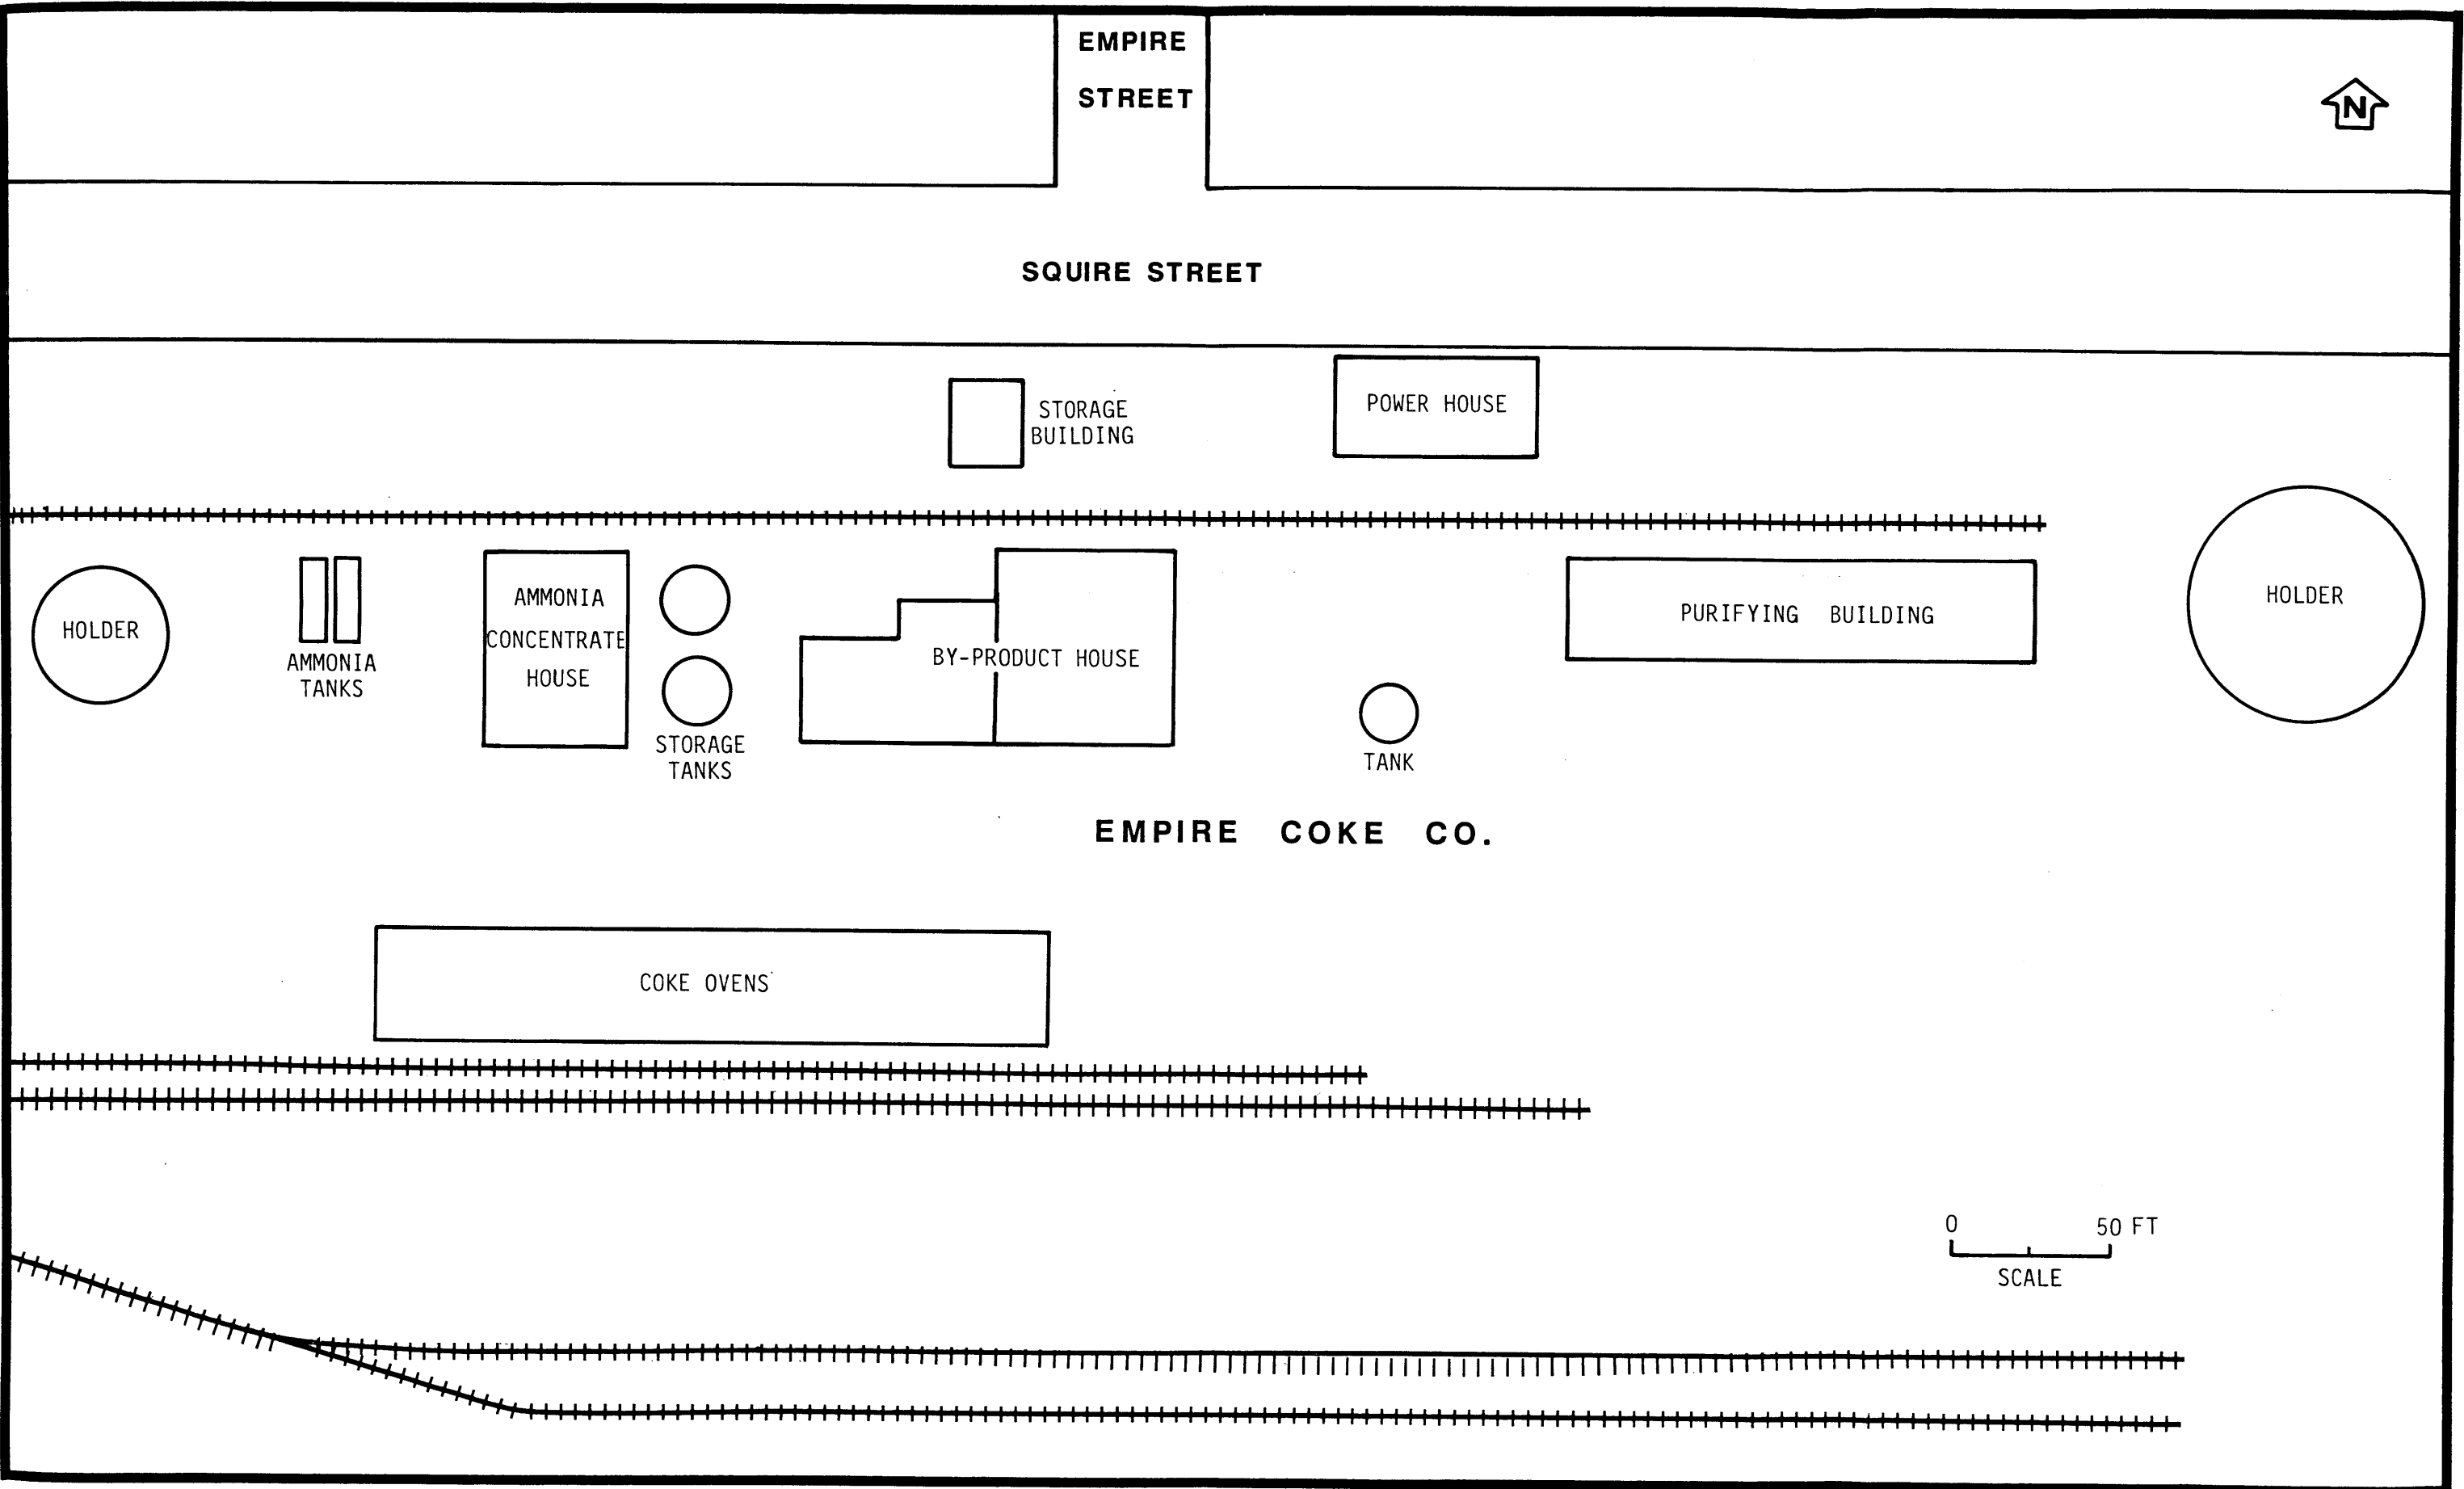 EMPIRE
STREET
N
SQUIRE STREET
STORAGE
BUILDING
POWER HOUSE
HOLDER
AMMONIA
TANKS
AMMONIA
CONCENTRATE
HOUSE
STORAGE
TANKS
BY-PRODUCT HOUSE
TANK
PURIFYING BUILDING
HOLDER
EMPIRE COKE CO.
COKE OVENS
0 50 FT
SCALE